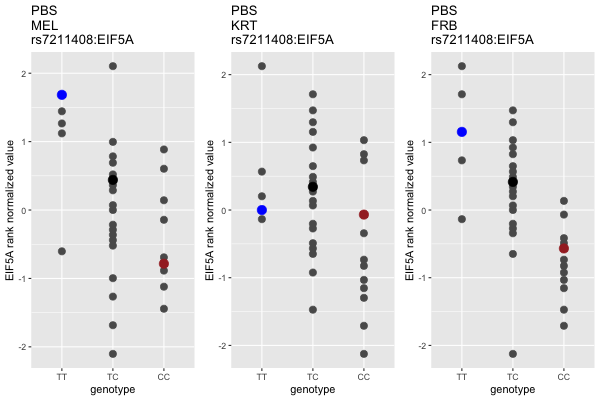 PBS
MEL
rs7211408:EIF5A
PBS
KRT
rs7211408:EIF5A
PBS
FRB
rs7211408:EIF5A
EIF5A rank normalized value
2
1
0
-1
-2
TT TC CC
genotype
EIF5A rank normalized value
2
1
0
-1
-2
TT TC CC
genotype
EIF5A rank normalized value
2
1
0
-1
-2
TT TC CC
genotype